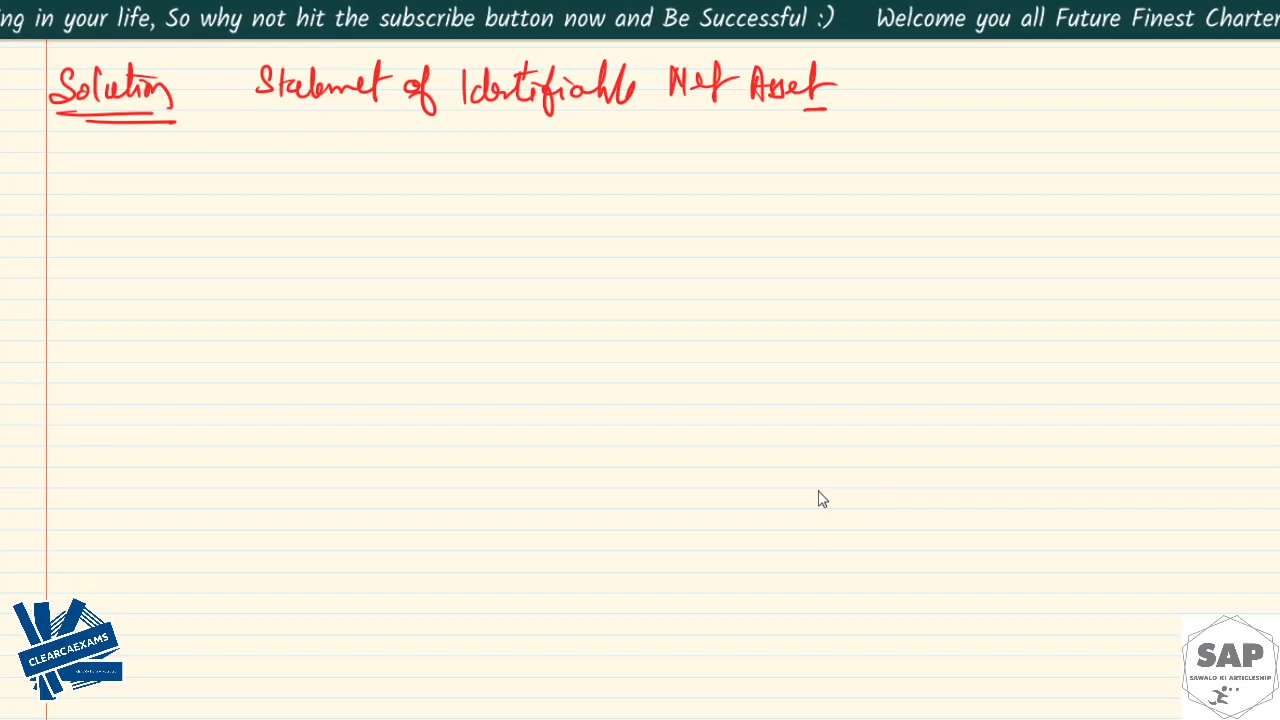 ng in your life, So why not hit the subscribe button now and Be Successful :) Welcome you all Future Finest Charter
Solution Statement of Identifiable Net Asset
CLEARCAEXAMS
SAP
SAWALO KI ARTICLESHIP